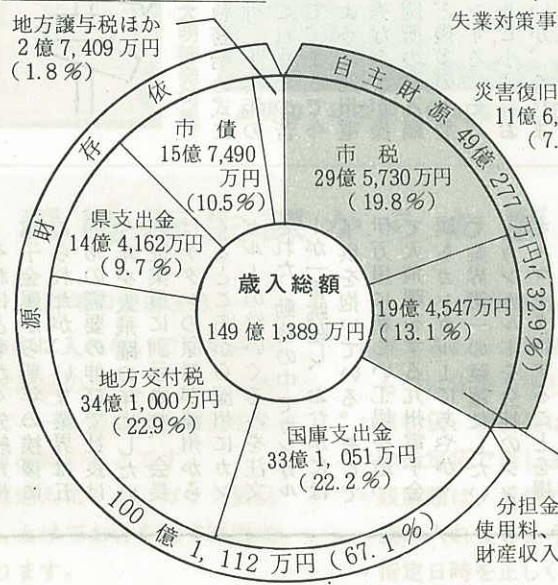 地方譲与税ほか
2億7,409万円
(1.8%)
失業対策事
災害復旧
11億6,
(7.
自主財源 49億277万円(32.9%)
市税
29億5,730万円
(19.8%)
19億4,547万円
(13.1%)
依存財源
市債
15億7,490
万円
(10.5%)
県支出金
14億4,162万円
(9.7%)
歳入総額
149億1,389万円
地方交付税
34億1,000万円
(22.9%)
国庫支出金
33億1,051万円
(22.2%)
100億1,112万円(67.1%)
分担金
使用料、
財産収入